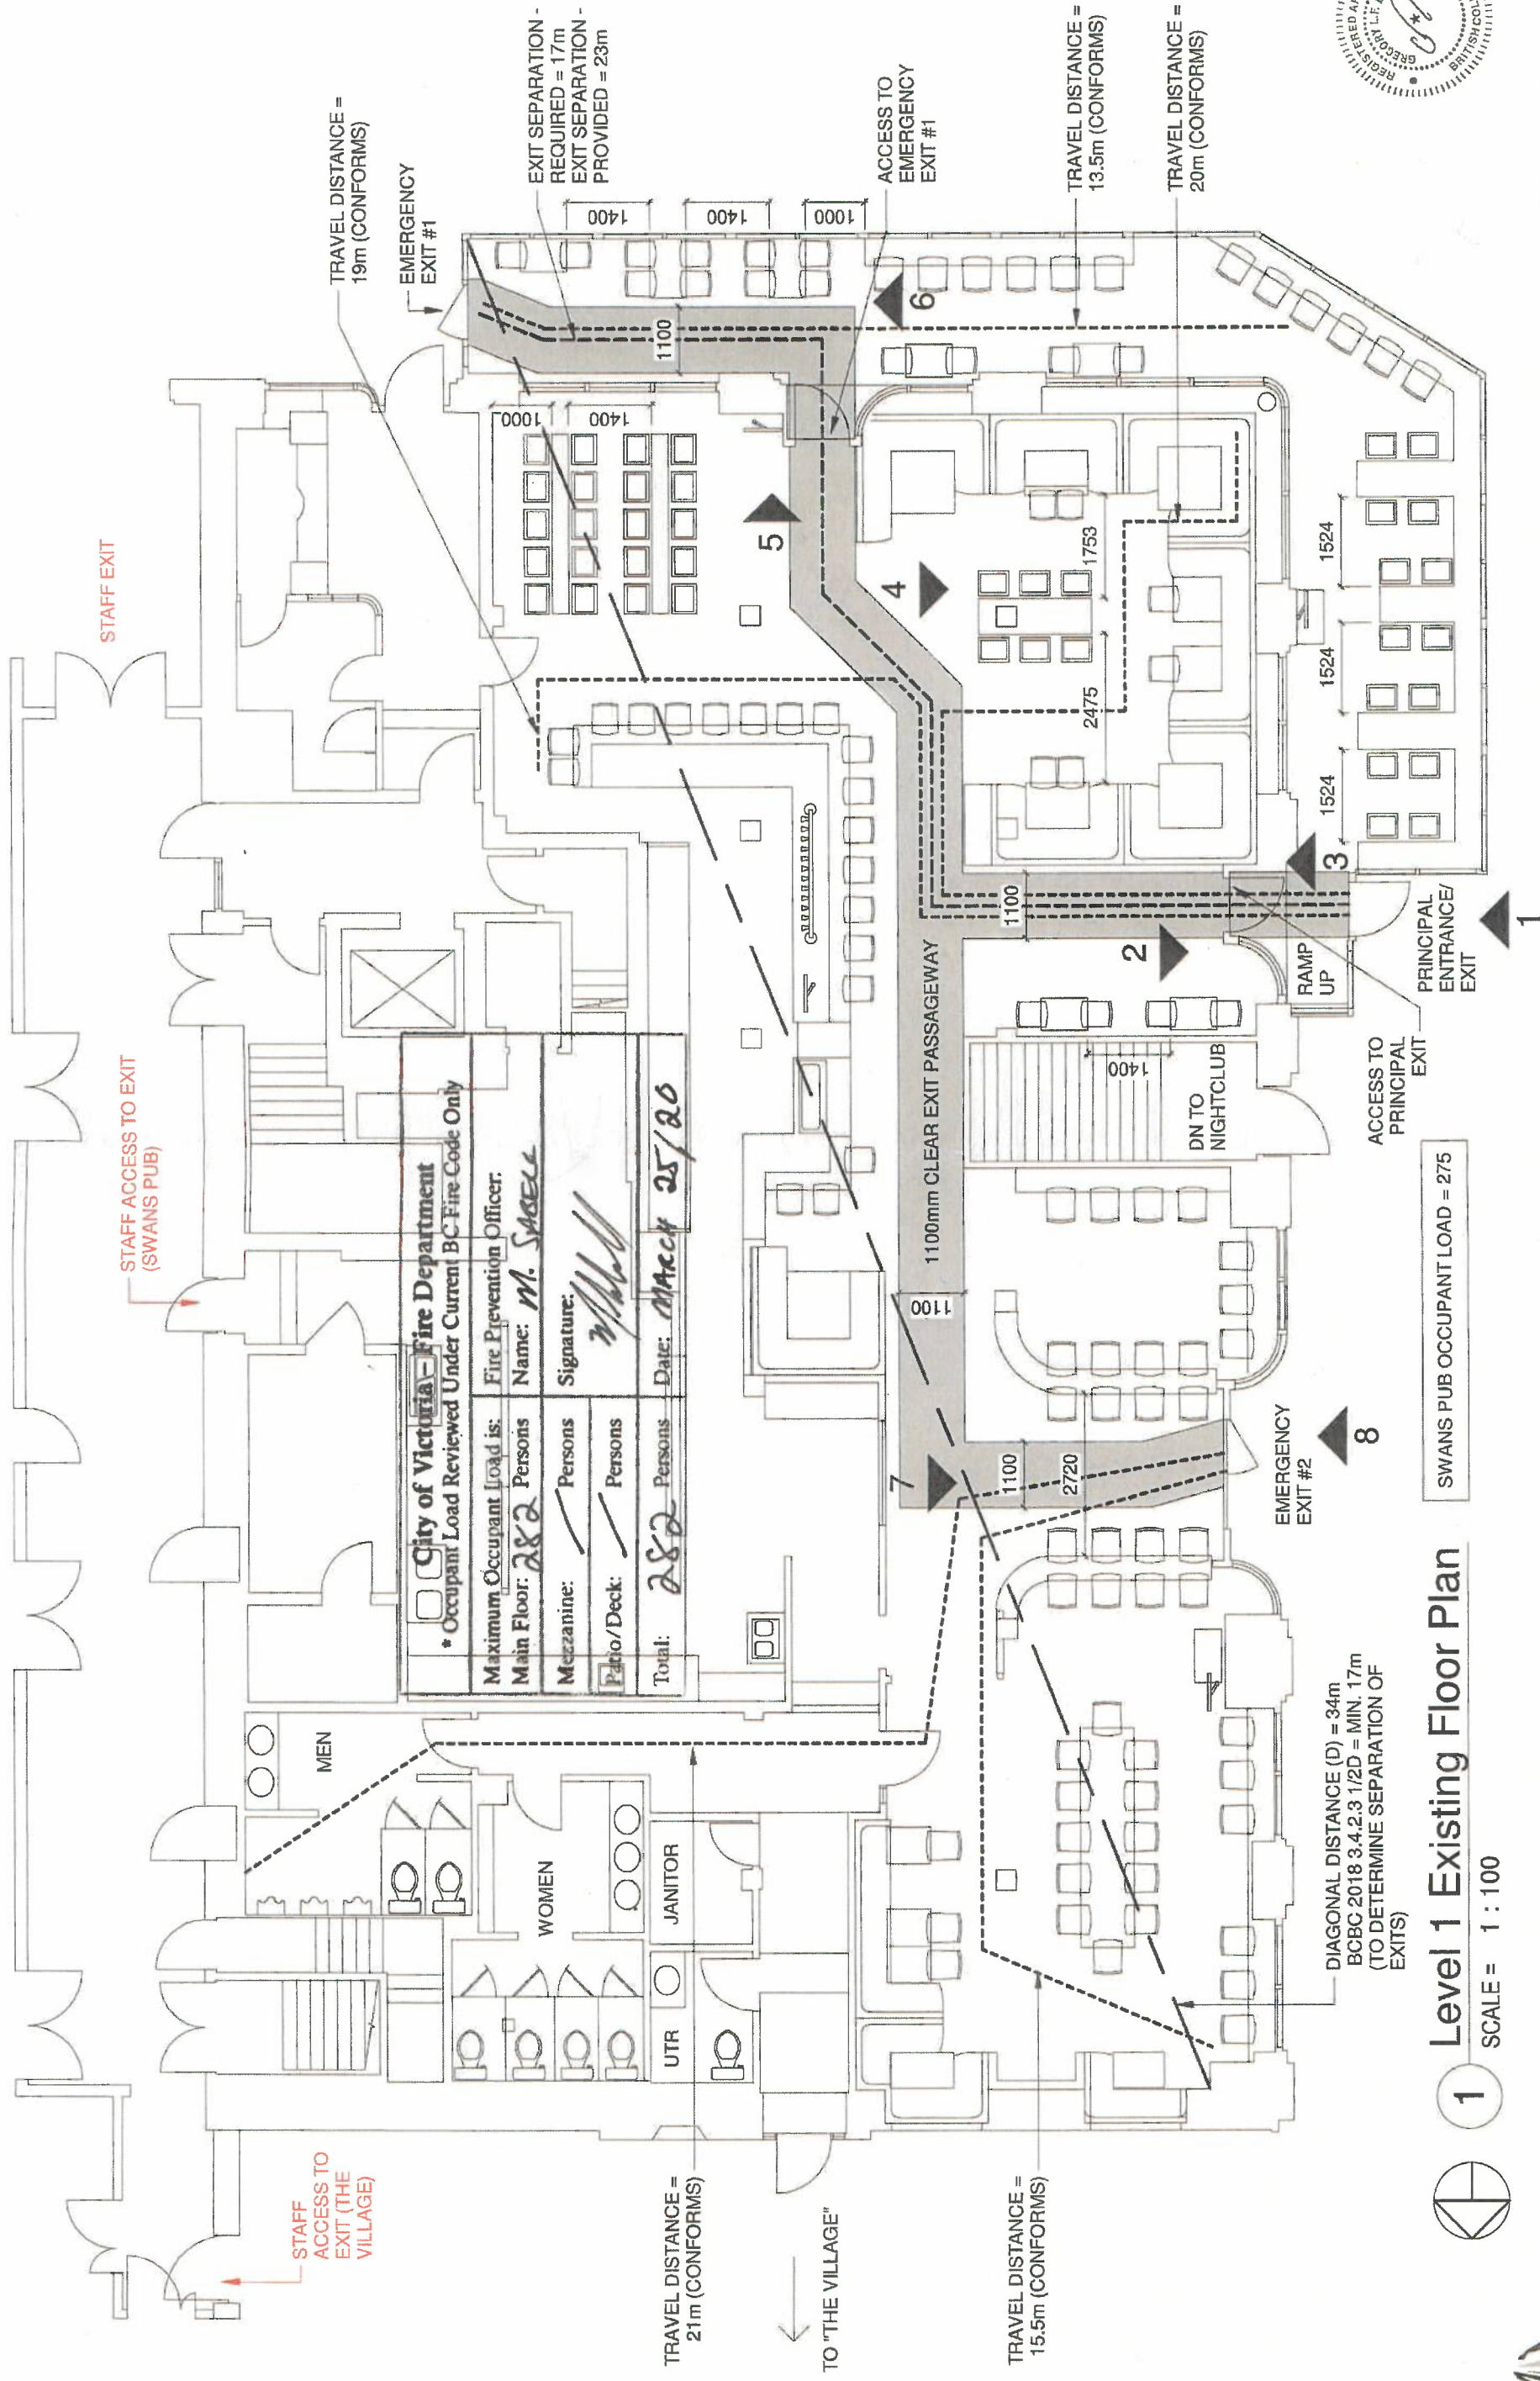 STAFF EXIT
STAFF ACCESS TO EXIT
(SWANS PUB)
STAFF
ACCESS TO
EXIT (THE
VILLAGE)
TRAVEL DISTANCE =
19m (CONFORMS)
EMERGENCY
EXIT #1
EXIT SEPARATION -
REQUIRED = 17m
EXIT SEPARATION -
PROVIDED = 23m
ACCESS TO
EMERGENCY
EXIT #1
TRAVEL DISTANCE =
13.5m (CONFORMS)
TRAVEL DISTANCE =
20m (CONFORMS)
REGISTERED
GREGORY L.F.
BRITISH
1400
1400
1000
1100
1000
1400
6
5
4
1753
2475
1524
1524
1524
3
1100
2
RAMP
UP
PRINCIPAL
ENTRANCE/
EXIT
1
ACCESS TO
PRINCIPAL
EXIT
1400
DN TO
NIGHTCLUB
1100mm CLEAR EXIT PASSAGEWAY
1100
7
1100
2720
EMERGENCY
EXIT #2
8
City of Victoria - Fire Department
* Occupant Load Reviewed Under Current BC Fire Code Only
Maximum Occupant Load is:
Main Floor: 282 Persons
Mezzanine: Persons
Patio/Deck: Persons
Total: 282 Persons
Fire Prevention Officer:
Name: M. SABELL
Signature:
Date: MARCH 25/20
MEN
WOMEN
JANITOR
UTR
TRAVEL DISTANCE =
21m (CONFORMS)
TO "THE VILLAGE"
TRAVEL DISTANCE =
15.5m (CONFORMS)
DIAGONAL DISTANCE (D) = 34m
BCBC 2018 3.4.2.3 1/2D = MIN. 17m
(TO DETERMINE SEPARATION OF
EXITS)
SWANS PUB OCCUPANT LOAD = 275
1
Level 1 Existing Floor Plan
SCALE = 1 : 100